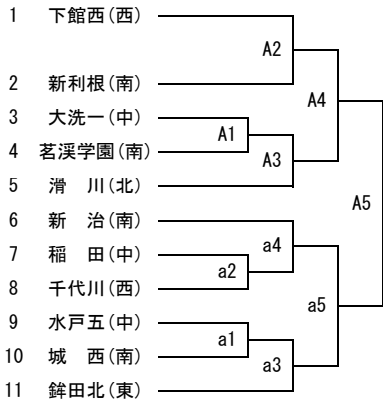 1 下館西(西)
A2
2 新利根(南)
A4
3 大洗一(中)
A1
4 茗溪学園(南)
A3
5 滑 川(北)
A5
6 新 治(南)
a4
7 稲 田(中)
a2
8 千代川(西)
a5
9 水戸五(中)
a1
10 城 西(南)
a3
11 鉾田北(東)